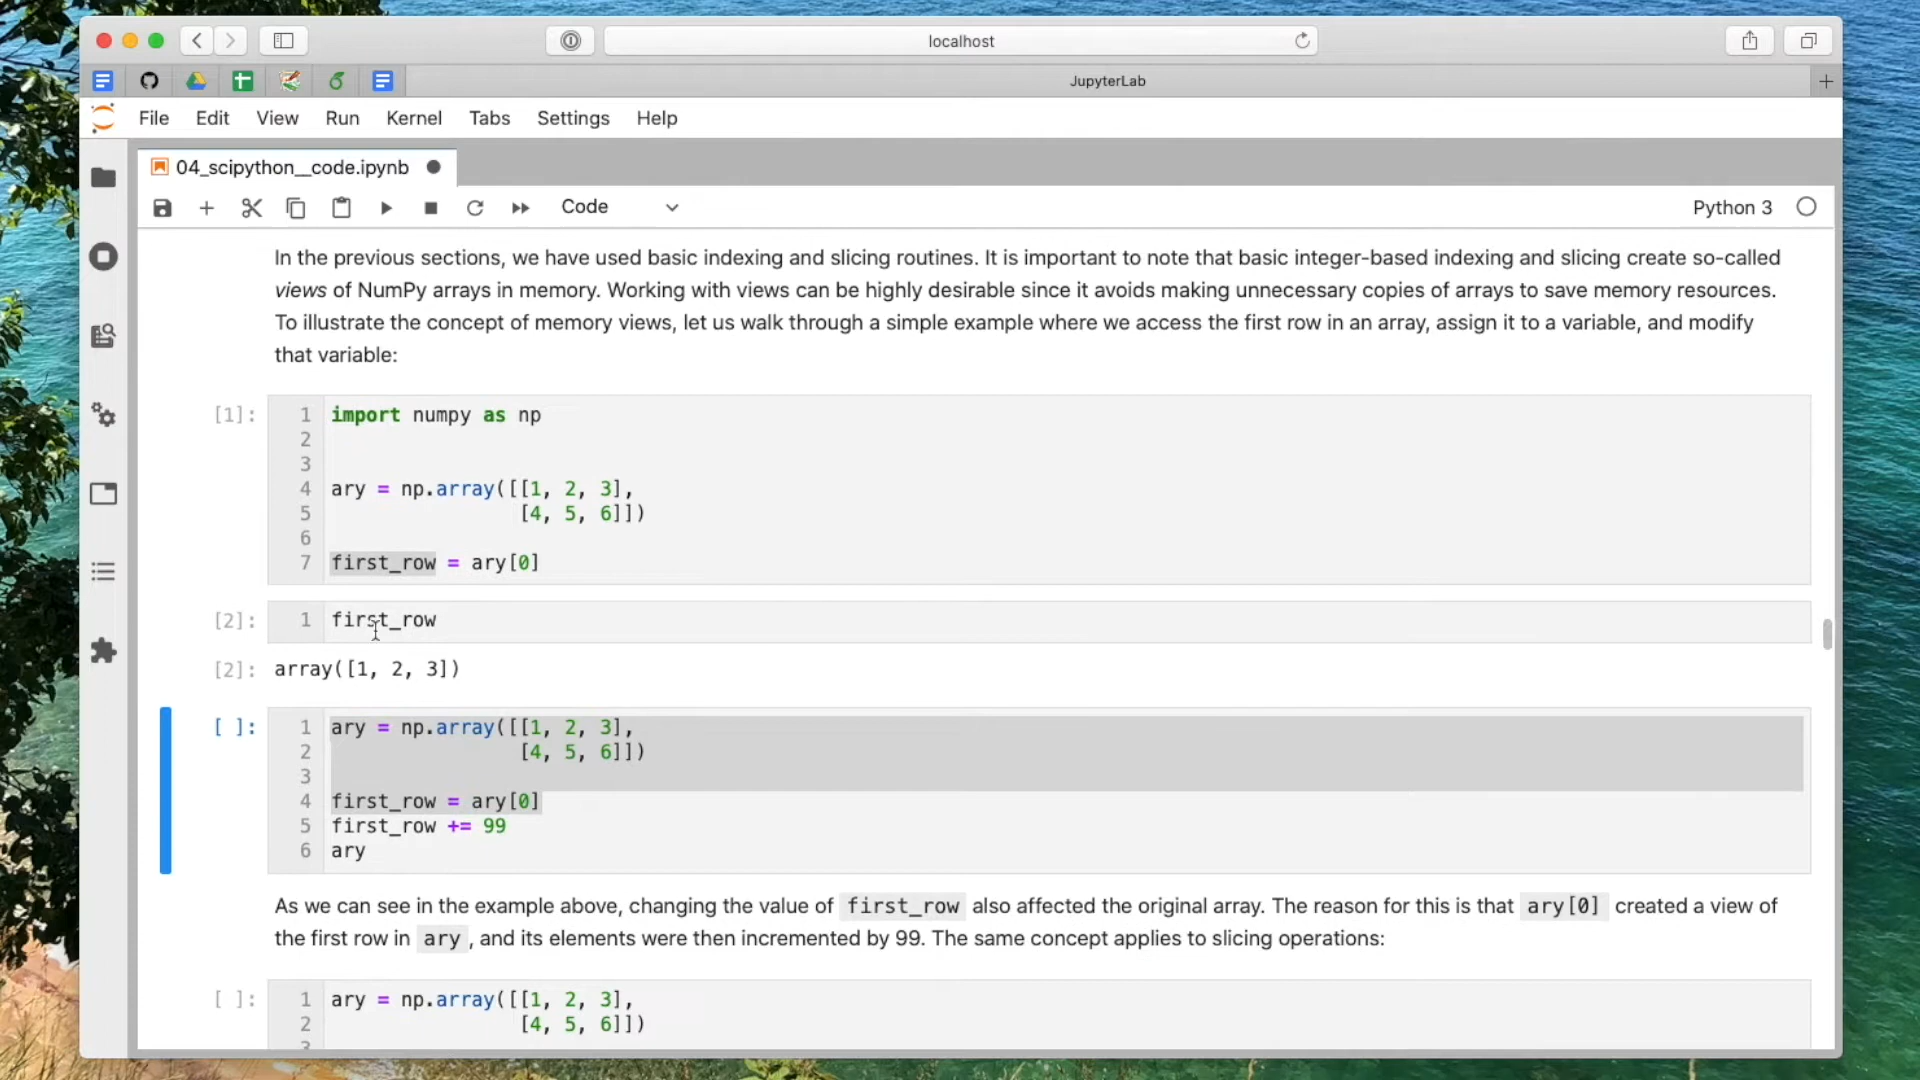 localhost
JupyterLab
File Edit View Run Kernel Tabs Settings Help
04_scipython__code.ipynb
Code
Python 3
In the previous sections, we have used basic indexing and slicing routines. It is important to note that basic integer-based indexing and slicing create so-called
views of NumPy arrays in memory. Working with views can be highly desirable since it avoids making unnecessary copies of arrays to save memory resources.
To illustrate the concept of memory views, let us walk through a simple example where we access the first row in an array, assign it to a variable, and modify
that variable:
[1]: 1 import numpy as np
2
3
4 ary = np.array([[1, 2, 3],
5 [4, 5, 6]])
6
7 first_row = ary[0]
[2]: 1 first_row
[2]: array([1, 2, 3])
[ ]: 1 ary = np.array([[1, 2, 3],
2 [4, 5, 6]])
3
4 first_row = ary[0]
5 first_row += 99
6 ary
As we can see in the example above, changing the value of first_row also affected the original array. The reason for this is that ary[0] created a view of
the first row in ary , and its elements were then incremented by 99. The same concept applies to slicing operations:
[ ]: 1 ary = np.array([[1, 2, 3],
2 [4, 5, 6]])
3